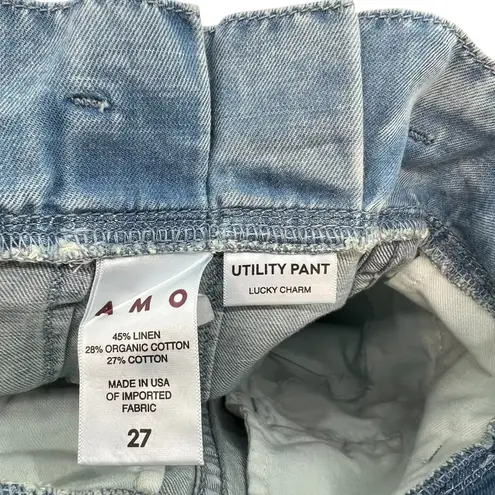 AMO
45% LINEN
28% ORGANIC COTTON
27% COTTON
MADE IN USA
OF IMPORTED
FABRIC
27
UTILITY PANT
LUCKY CHARM